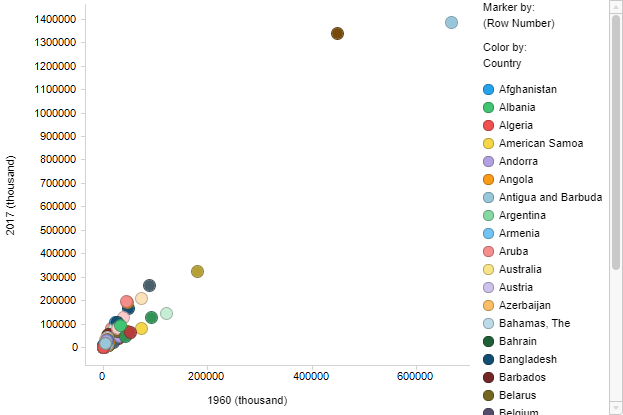 1400000
1300000
1200000
1100000
1000000
900000
800000
700000
600000
500000
400000
300000
200000
100000
0
2017 (thousand)
0
200000
400000
600000
1960 (thousand)
Marker by:
(Row Number)
Color by:
Country
Afghanistan
Albania
Algeria
American Samoa
Andorra
Angola
Antigua and Barbuda
Argentina
Armenia
Aruba
Australia
Austria
Azerbaijan
Bahamas, The
Bahrain
Bangladesh
Barbados
Belarus
Belgium